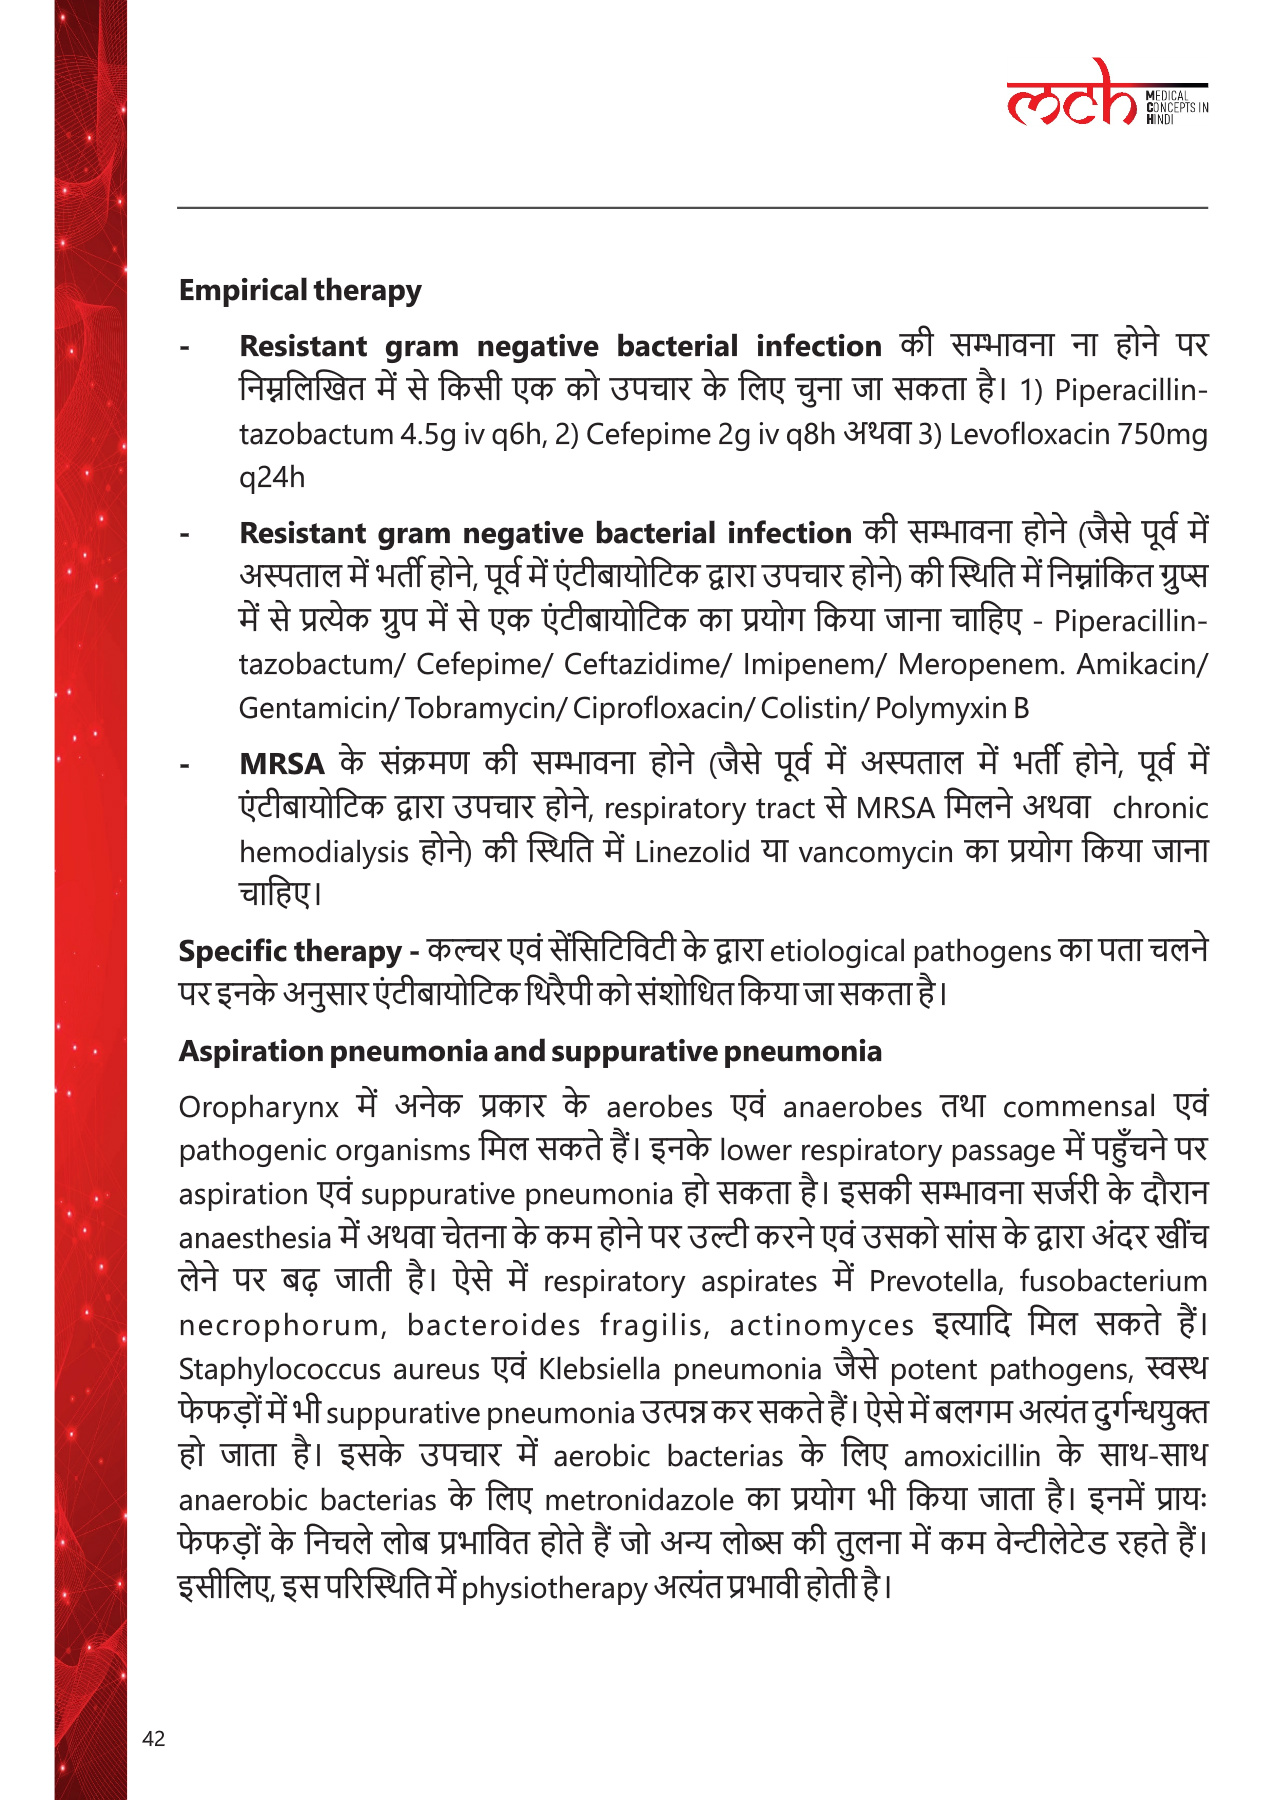 mch MEDICAL
CONCEPTS IN
HINDI
Empirical therapy
- Resistant gram negative bacterial infection की सम्भावना ना होने पर
निम्नलिखित में से किसी एक को उपचार के लिए चुना जा सकता है। 1) Piperacillin-
tazobactum 4.5g iv q6h, 2) Cefepime 2g iv q8h अथवा 3) Levofloxacin 750mg
q24h
- Resistant gram negative bacterial infection की सम्भावना होने (जैसे पूर्व में
अस्पताल में भर्ती होने, पूर्व में एंटीबायोटिक द्वारा उपचार होने) की स्थिति में निम्नांकित ग्रुप्स
में से प्रत्येक ग्रुप में से एक एंटीबायोटिक का प्रयोग किया जाना चाहिए - Piperacillin-
tazobactum/ Cefepime/ Ceftazidime/ Imipenem/ Meropenem. Amikacin/
Gentamicin/ Tobramycin/ Ciprofloxacin/ Colistin/ Polymyxin B
- MRSA के संक्रमण की सम्भावना होने (जैसे पूर्व में अस्पताल में भर्ती होने, पूर्व में
एंटीबायोटिक द्वारा उपचार होने, respiratory tract से MRSA मिलने अथवा chronic
hemodialysis होने) की स्थिति में Linezolid या vancomycin का प्रयोग किया जाना
चाहिए।
Specific therapy - कल्चर एवं सेंसिटिविटी के द्वारा etiological pathogens का पता चलने
पर इनके अनुसार एंटीबायोटिक थिरैपी को संशोधित किया जा सकता है।
Aspiration pneumonia and suppurative pneumonia
Oropharynx में अनेक प्रकार के aerobes एवं anaerobes तथा commensal एवं
pathogenic organisms मिल सकते हैं। इनके lower respiratory passage में पहुँचने पर
aspiration एवं suppurative pneumonia हो सकता है। इसकी सम्भावना सर्जरी के दौरान
anaesthesia में अथवा चेतना के कम होने पर उल्टी करने एवं उसको सांस के द्वारा अंदर खींच
लेने पर बढ़ जाती है। ऐसे में respiratory aspirates में Prevotella, fusobacterium
necrophorum, bacteroides fragilis, actinomyces इत्यादि मिल सकते हैं।
Staphylococcus aureus एवं Klebsiella pneumonia जैसे potent pathogens, स्वस्थ
फेफड़ों में भी suppurative pneumonia उत्पन्न कर सकते हैं। ऐसे में बलगम अत्यंत दुर्गन्धयुक्त
हो जाता है। इसके उपचार में aerobic bacterias के लिए amoxicillin के साथ-साथ
anaerobic bacterias के लिए metronidazole का प्रयोग भी किया जाता है। इनमें प्रायः
फेफड़ों के निचले लोब प्रभावित होते हैं जो अन्य लोब्स की तुलना में कम वेन्टीलेटेड रहते हैं।
इसीलिए, इस परिस्थिति में physiotherapy अत्यंत प्रभावी होती है।
42